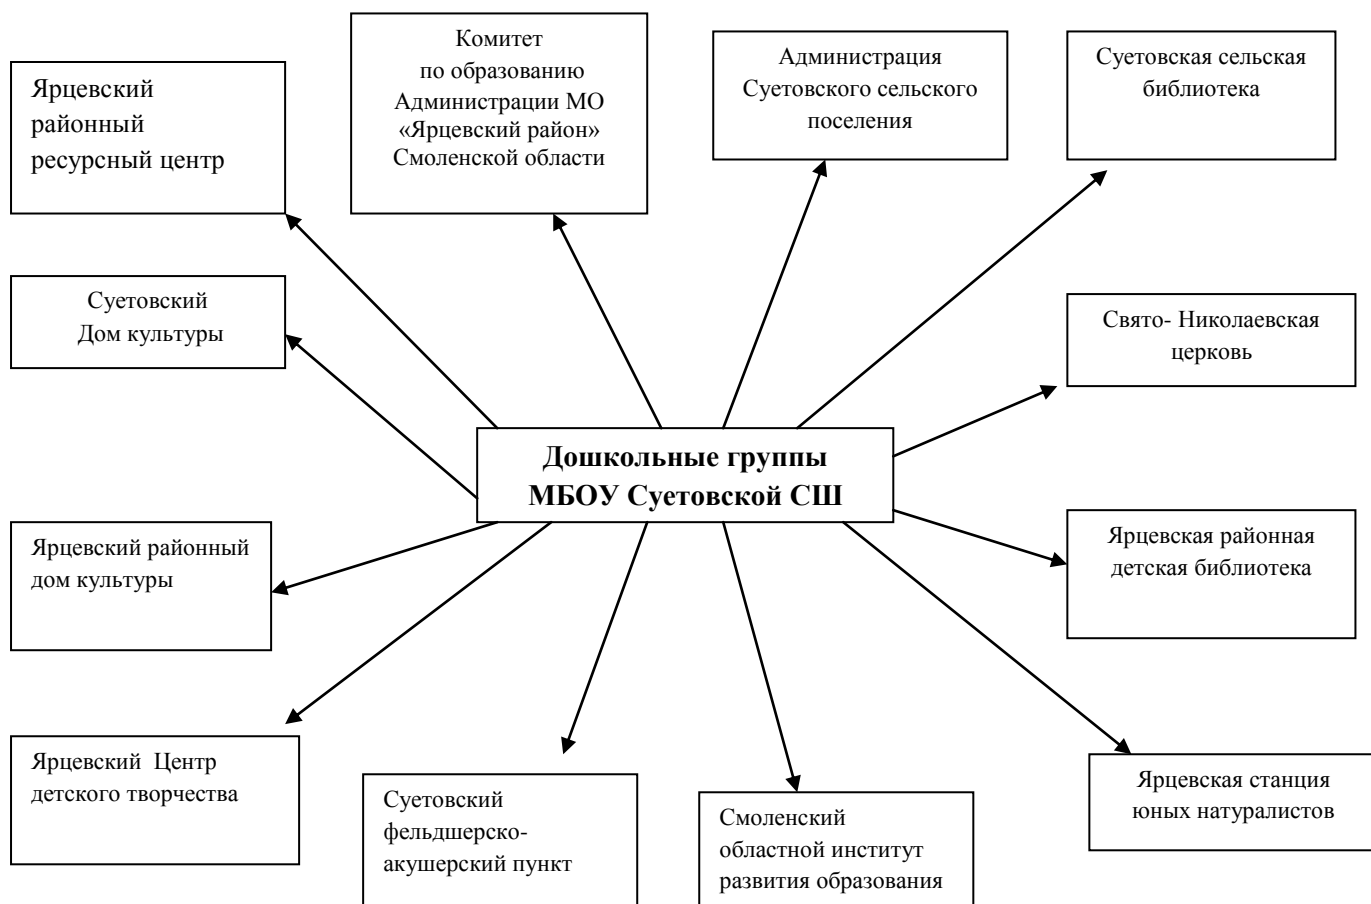 Комитет
по образованию
Администрации МО
«Ярцевский район»
Смоленской области
Администрация
Суетовского сельского
поселения
Суетовская сельская
библиотека
Ярцевский
районный
ресурсный центр
Суетовский
Дом культуры
Свято- Николаевская
церковь
Дошкольные группы
МБОУ Суетовской СШ
Ярцевский районный
дом культуры
Ярцевская районная
детская библиотека
Ярцевский Центр
детского творчества
Суетовский
фельдшерско-
акушерский пункт
Смоленский
областной институт
развития образования
Ярцевская станция
юных натуралистов